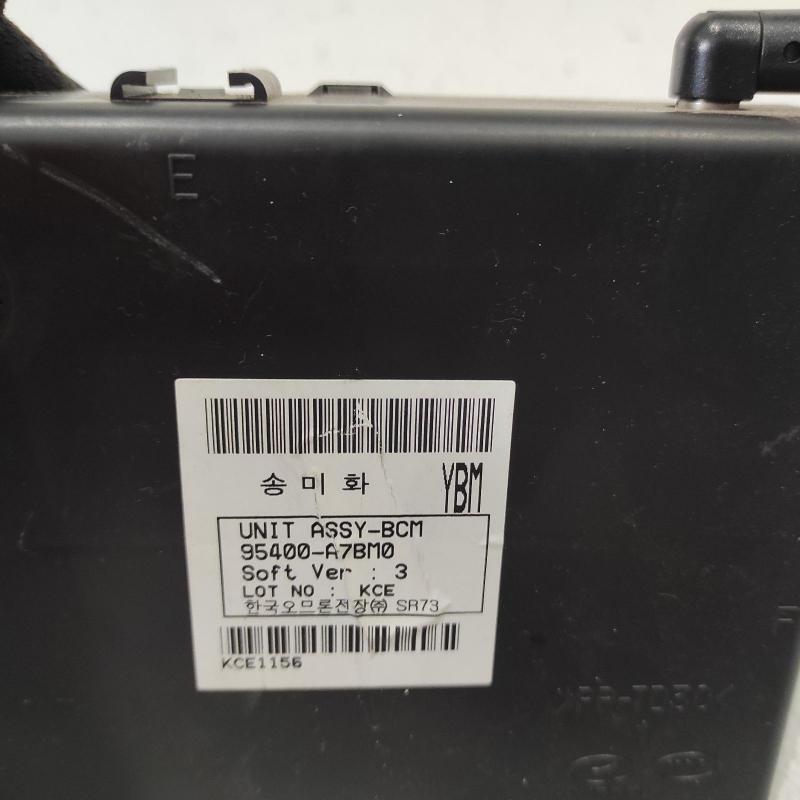 E
송 미 화 YBM
UNIT ASSY-BCM
95400-A7BM0
Soft Ver : 3
LOT NO : KCE
한국오므론전장㈜ SR73
KCE1156
F